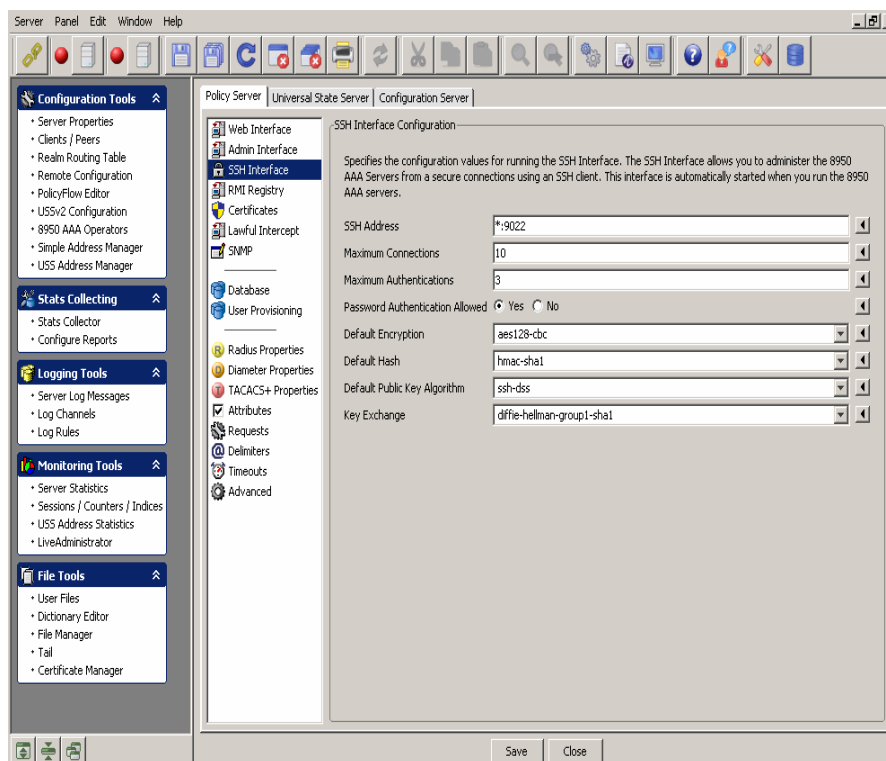 Server Panel Edit Window Help
Configuration Tools
• Server Properties
• Clients / Peers
• Realm Routing Table
• Remote Configuration
• PolicyFlow Editor
• USSv2 Configuration
• 8950 AAA Operators
• Simple Address Manager
• USS Address Manager
Stats Collecting
• Stats Collector
• Configure Reports
Logging Tools
• Server Log Messages
• Log Channels
• Log Rules
Monitoring Tools
• Server Statistics
• Sessions / Counters / Indices
• USS Address Statistics
• LiveAdministrator
File Tools
• User Files
• Dictionary Editor
• File Manager
• Tail
• Certificate Manager
Policy Server Universal State Server Configuration Server
Web Interface
Admin Interface
SSH Interface
RMI Registry
Certificates
Lawful Intercept
SNMP
Database
User Provisioning
Radius Properties
Diameter Properties
TACACS+ Properties
Attributes
Requests
Delimiters
Timeouts
Advanced
SSH Interface Configuration
Specifies the configuration values for running the SSH Interface. The SSH Interface allows you to administer the 8950
AAA Servers from a secure connections using an SSH client. This interface is automatically started when you run the 8950
AAA servers.
SSH Address *:9022
Maximum Connections 10
Maximum Authentications 3
Password Authentication Allowed Yes No
Default Encryption aes128-cbc
Default Hash hmac-sha1
Default Public Key Algorithm ssh-dss
Key Exchange diffie-hellman-group1-sha1
Save Close